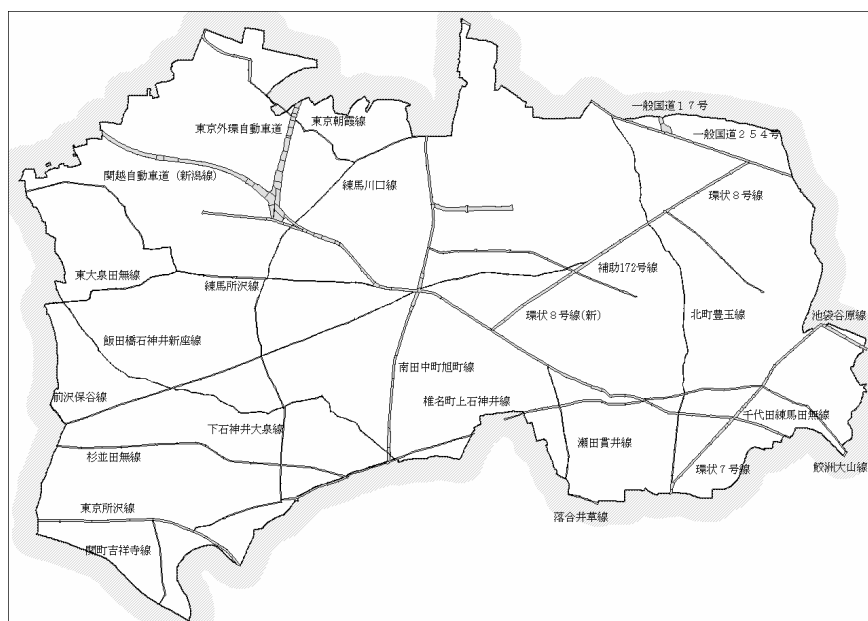 一般国道17号
東京外環自動車道
東京朝霞線
一般国道254号
関越自動車道(新潟線)
練馬川口線
環状8号線
東大泉田無線
練馬所沢線
補助172号線
飯田橋石神井新座線
環状8号線(新)
北町豊玉線
池袋谷原線
南田中町旭町線
前沢保谷線
椎名町上石神井線
千代田練馬田無線
下石神井大泉線
瀬田貫井線
杉並田無線
環状7号線
鮫洲大山線
東京所沢線
落合井草線
関町吉祥寺線